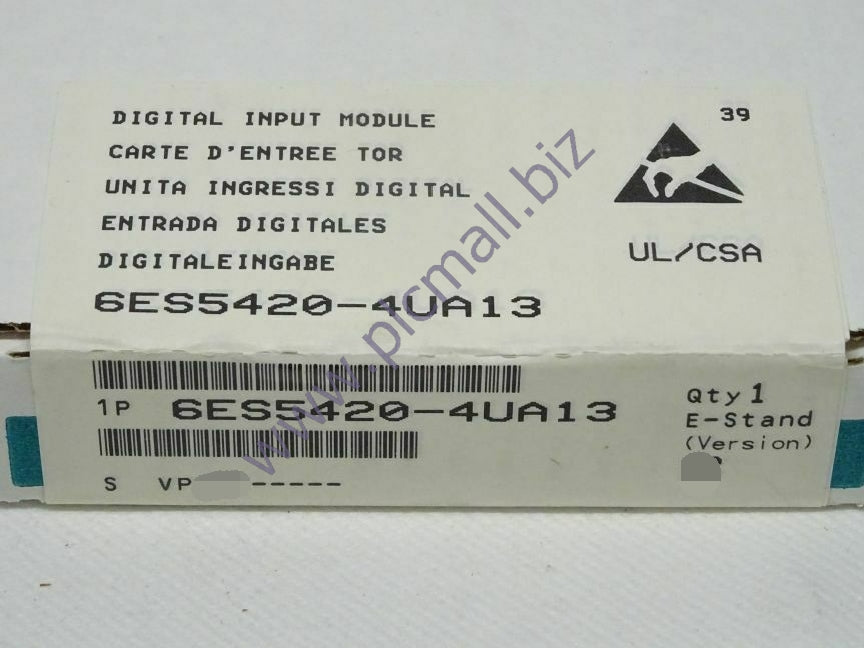 DIGITAL INPUT MODULE
CARTE D'ENTREE TOR
UNITA INGRESSI DIGITAL
ENTRADA DIGITALES
DIGITALEINGABE
6ES5420-4UA13
39
UL/CSA
1P 6ES5420-4UA13
S VP -----
Qty 1
E-Stand
(Version)
www.plcmall.biz